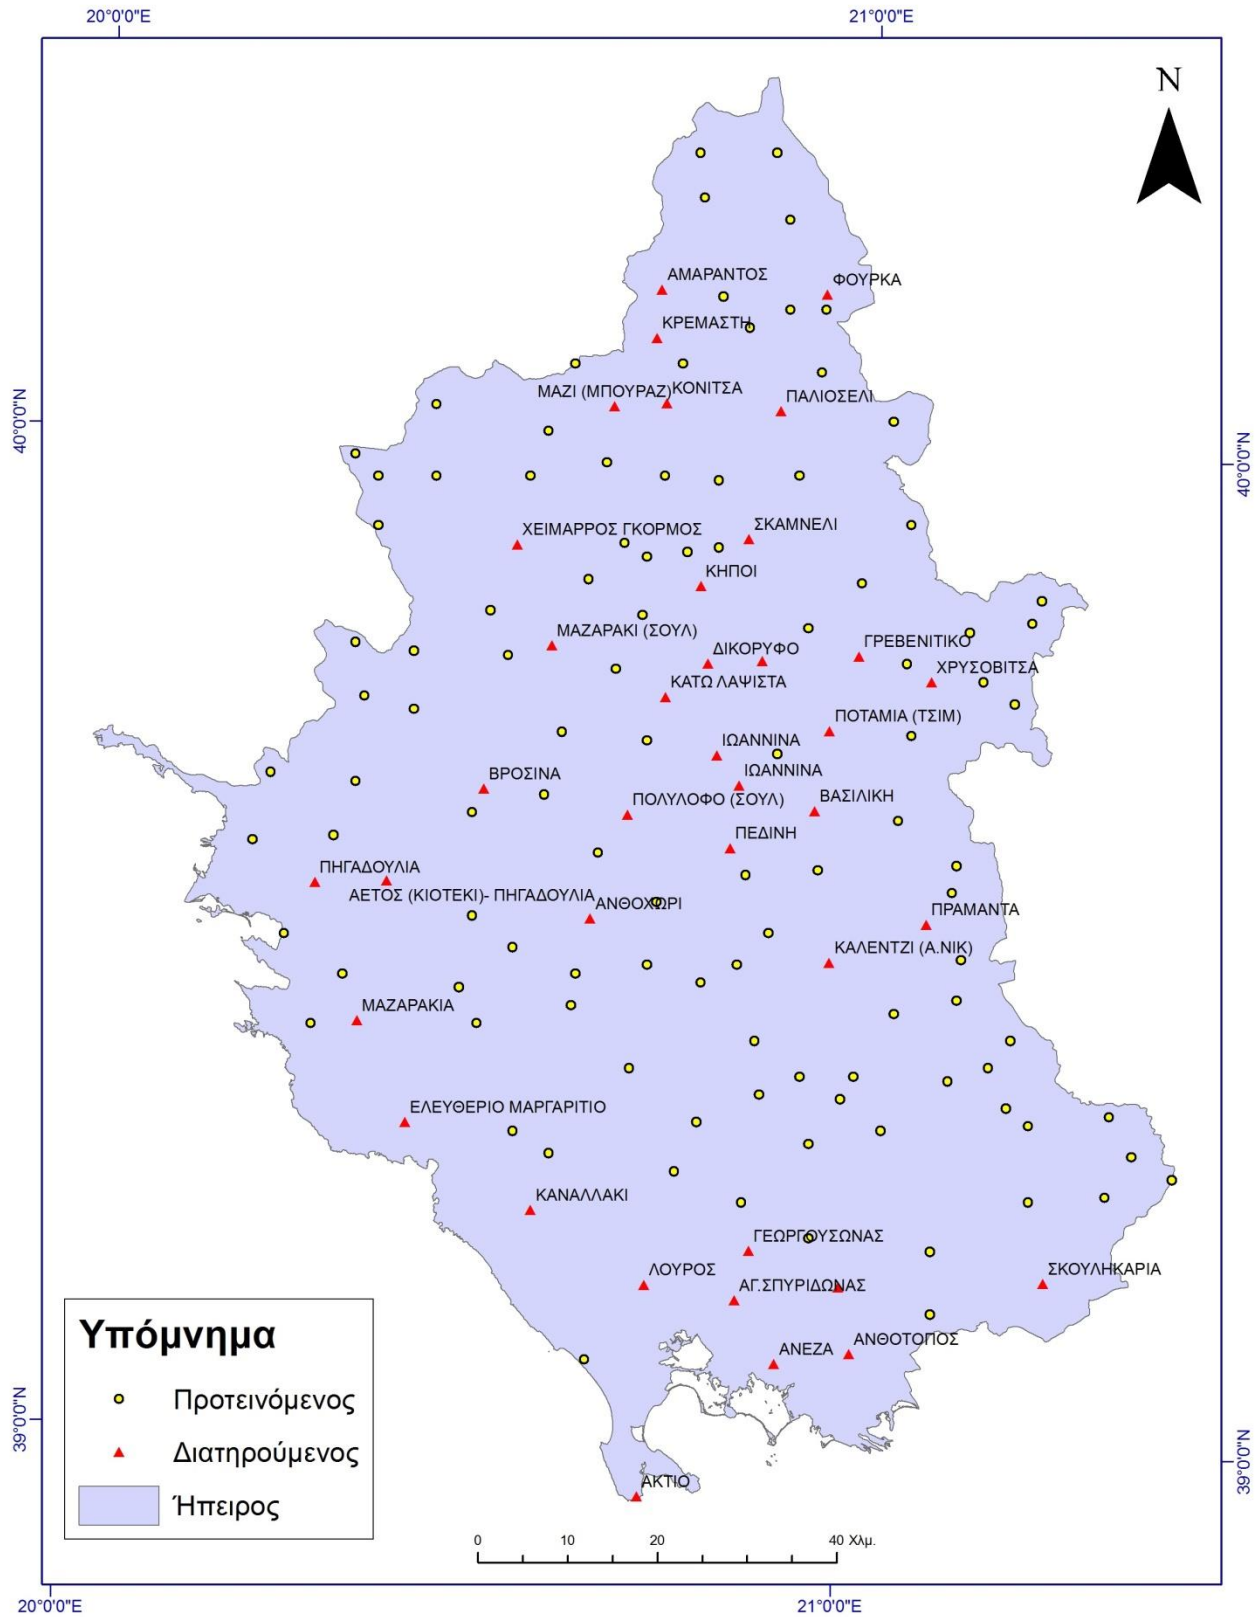 20°0'0"E
21°0'0"E
N
ΑΜΑΡΑΝΤΟΣ
ΦΟΥΡΚΑ
ΚΡΕΜΑΣΤΗ
ΜΑΖΙ (ΜΠΟΥΡΑΖ)
ΚΟΝΙΤΣΑ
ΠΑΛΙΟΣΕΛΙ
40°0'0"N
40°0'0"N
ΧΕΙΜΑΡΡΟΣ ΓΚΟΡΜΟΣ
ΣΚΑΜΝΕΛΙ
ΚΗΠΟΙ
ΜΑΖΑΡΑΚΙ (ΣΟΥΛ)
ΔΙΚΟΡΥΦΟ
ΓΡΕΒΕΝΙΤΙΚΟ
ΧΡΥΣΟΒΙΤΣΑ
ΚΑΤΩ ΛΑΨΙΣΤΑ
ΠΟΤΑΜΙΑ (ΤΣΙΜ)
ΙΩΑΝΝΙΝΑ
ΙΩΑΝΝΙΝΑ
ΒΡΟΣΙΝΑ
ΒΑΣΙΛΙΚΗ
ΠΟΛΥΛΟΦΟ (ΣΟΥΛ)
ΠΕΔΙΝΗ
ΠΗΓΑΔΟΥΛΙΑ
ΑΕΤΟΣ (ΚΙΟΤΕΚΙ)- ΠΗΓΑΔΟΥΛΙΑ
ΑΝΘΟΧΩΡΙ
ΠΡΑΜΑΝΤΑ
ΚΑΛΕΝΤΖΙ (Α.ΝΙΚ)
ΜΑΖΑΡΑΚΙΑ
ΕΛΕΥΘΕΡΙΟ ΜΑΡΓΑΡΙΤΙΟ
ΚΑΝΑΛΛΑΚΙ
ΓΕΩΡΓΟΥΣΩΝΑΣ
ΛΟΥΡΟΣ
ΑΓ.ΣΠΥΡΙΔΩΝΑΣ
ΣΚΟΥΛΗΚΑΡΙΑ
ΑΝΕΖΑ
ΑΝΘΟΤΟΠΟΣ
ΑΚΤΙΟ
39°0'0"N
39°0'0"N
Υπόμνημα
Προτεινόμενος
Διατηρούμενος
Ήπειρος
0 10 20 40 Χλμ.
20°0'0"E
21°0'0"E